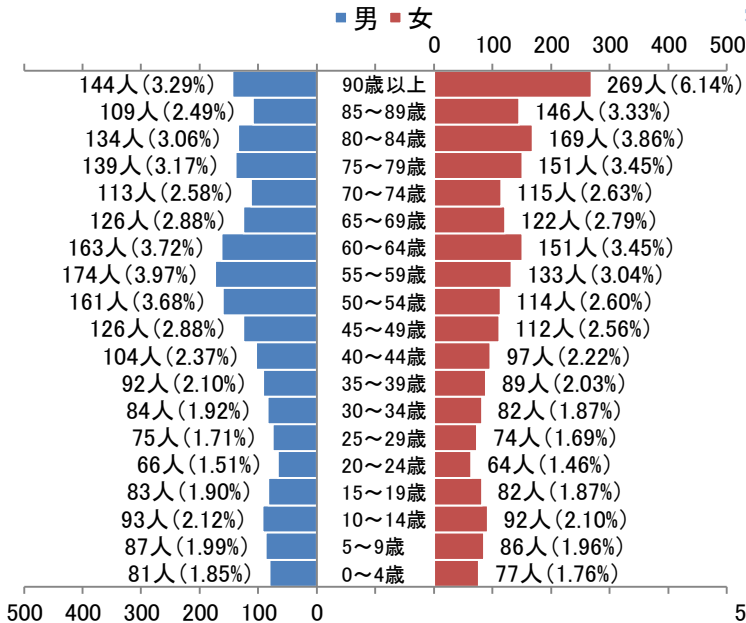 ■ 男 ■ 女
0 100 200 300 400 500
144人(3.29%) 90歳以上 269人(6.14%)
109人(2.49%) 85～89歳 146人(3.33%)
134人(3.06%) 80～84歳 169人(3.86%)
139人(3.17%) 75～79歳 151人(3.45%)
113人(2.58%) 70～74歳 115人(2.63%)
126人(2.88%) 65～69歳 122人(2.79%)
163人(3.72%) 60～64歳 151人(3.45%)
174人(3.97%) 55～59歳 133人(3.04%)
161人(3.68%) 50～54歳 114人(2.60%)
126人(2.88%) 45～49歳 112人(2.56%)
104人(2.37%) 40～44歳 97人(2.22%)
92人(2.10%) 35～39歳 89人(2.03%)
84人(1.92%) 30～34歳 82人(1.87%)
75人(1.71%) 25～29歳 74人(1.69%)
66人(1.51%) 20～24歳 64人(1.46%)
83人(1.90%) 15～19歳 82人(1.87%)
93人(2.12%) 10～14歳 92人(2.10%)
87人(1.99%) 5～9歳 86人(1.96%)
81人(1.85%) 0～4歳 77人(1.76%)
500 400 300 200 100 0 5